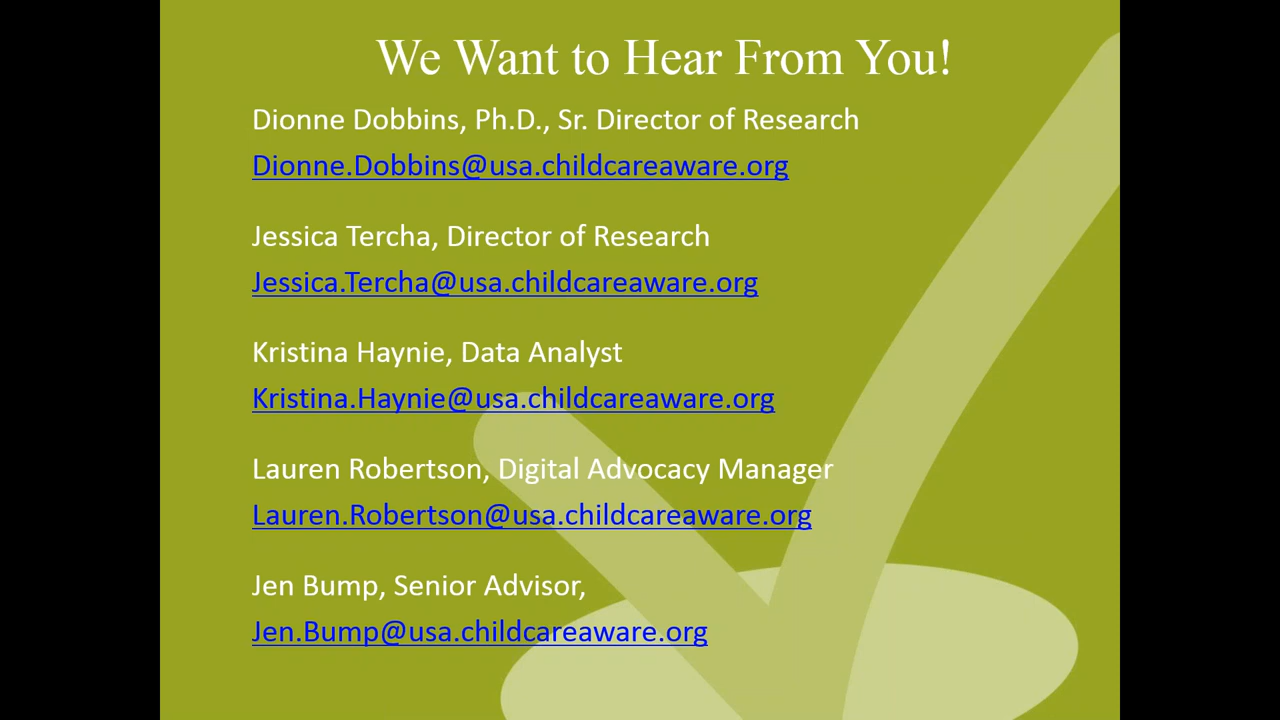 We Want to Hear From You!
Dionne Dobbins, Ph.D., Sr. Director of Research
Dionne.Dobbins@usa.childcareaware.org
Jessica Tercha, Director of Research
Jessica.Tercha@usa.childcareaware.org
Kristina Haynie, Data Analyst
Kristina.Haynie@usa.childcareaware.org
Lauren Robertson, Digital Advocacy Manager
Lauren.Robertson@usa.childcareaware.org
Jen Bump, Senior Advisor,
Jen.Bump@usa.childcareaware.org